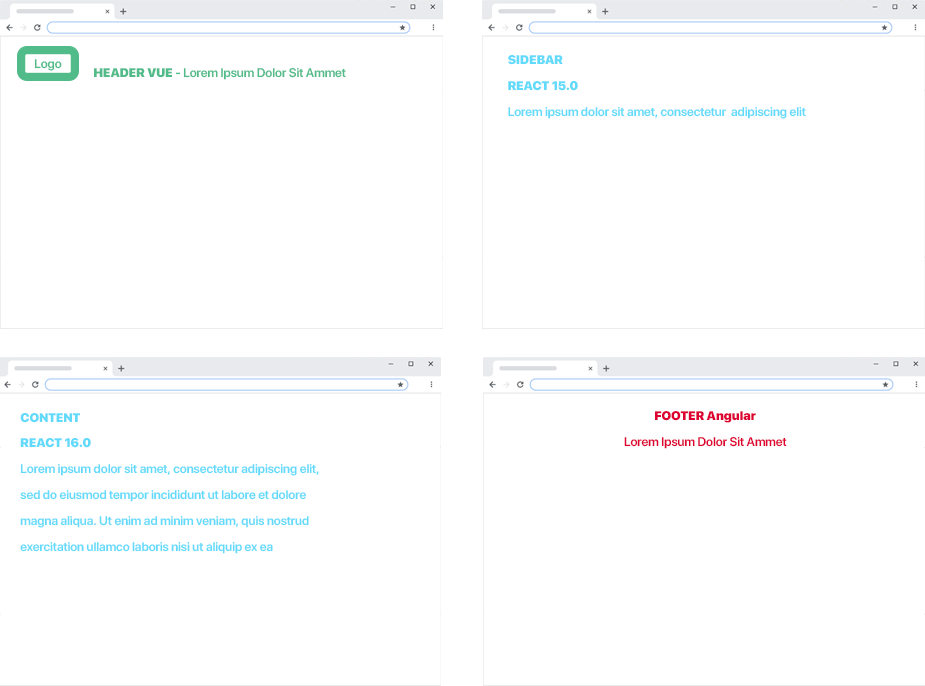 Logo
HEADER VUE - Lorem Ipsum Dolor Sit Ammet
SIDEBAR
REACT 15.0
Lorem ipsum dolor sit amet, consectetur  adipiscing elit
CONTENT
REACT 16.0
Lorem ipsum dolor sit amet, consectetur adipiscing elit,
sed do eiusmod tempor incididunt ut labore et dolore
magna aliqua. Ut enim ad minim veniam, quis nostrud
exercitation ullamco laboris nisi ut aliquip ex ea
FOOTER Angular
Lorem Ipsum Dolor Sit Ammet